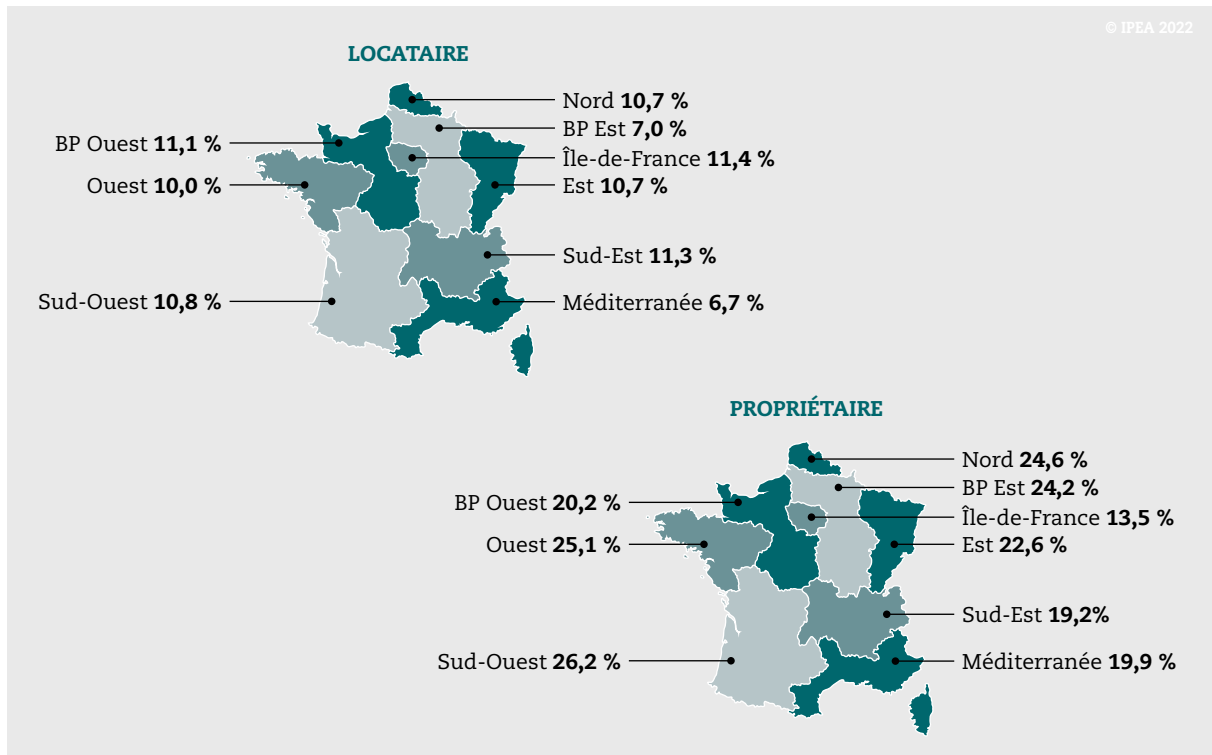 © IPEA 2022
LOCATAIRE
Nord 10,7 %
BP Est 7,0 %
BP Ouest 11,1 %
Île-de-France 11,4 %
Ouest 10,0 %
Est 10,7 %
Sud-Est 11,3 %
Sud-Ouest 10,8 %
Méditerranée 6,7 %
PROPRIÉTAIRE
Nord 24,6 %
BP Est 24,2 %
BP Ouest 20,2 %
Île-de-France 13,5 %
Ouest 25,1 %
Est 22,6 %
Sud-Est 19,2%
Sud-Ouest 26,2 %
Méditerranée 19,9 %